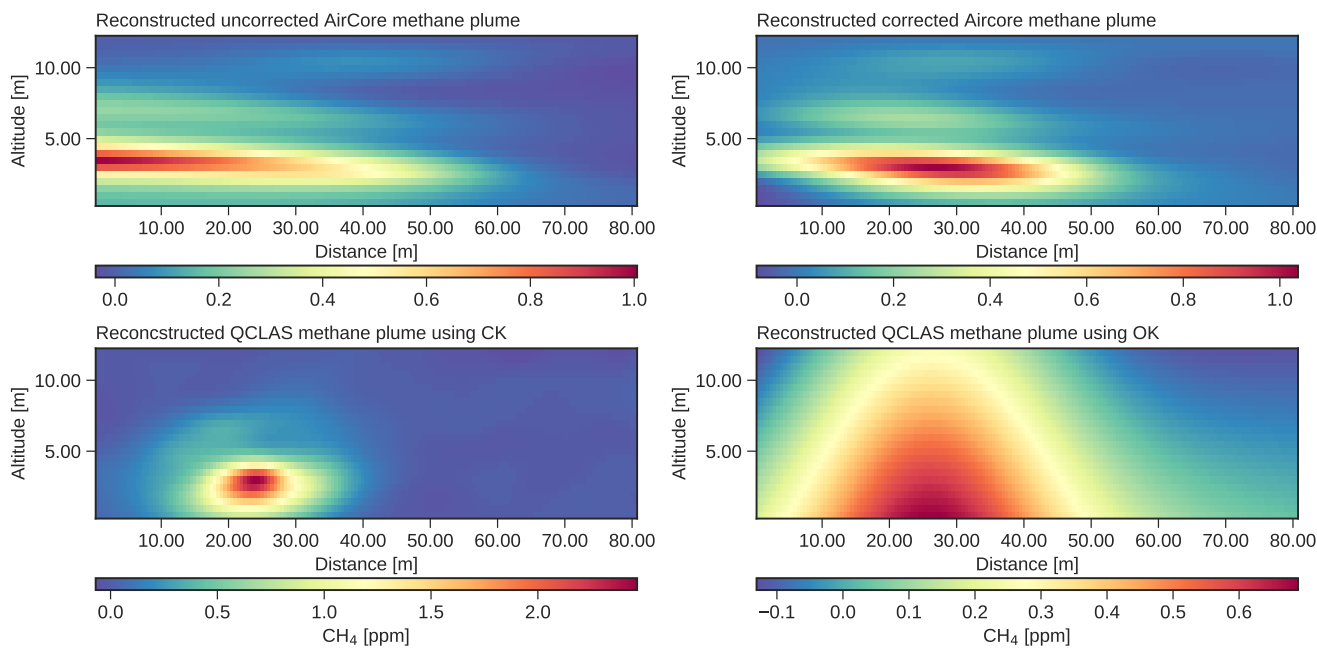 Reconstructed uncorrected AirCore methane plume
Altitude [m]
10.00
5.00
10.00 20.00 30.00 40.00 50.00 60.00 70.00 80.00
Distance [m]
0.0 0.2 0.4 0.6 0.8 1.0
Reconstructed corrected Aircore methane plume
Altitude [m]
10.00
5.00
10.00 20.00 30.00 40.00 50.00 60.00 70.00 80.00
Distance [m]
0.0 0.2 0.4 0.6 0.8 1.0
Reconcstructed QCLAS methane plume using CK
Altitude [m]
10.00
5.00
10.00 20.00 30.00 40.00 50.00 60.00 70.00 80.00
Distance [m]
0.0 0.5 1.0 1.5 2.0
CH₄ [ppm]
Reconstructed QCLAS methane plume using OK
Altitude [m]
10.00
5.00
10.00 20.00 30.00 40.00 50.00 60.00 70.00 80.00
Distance [m]
−0.1 0.0 0.1 0.2 0.3 0.4 0.5 0.6
CH₄ [ppm]